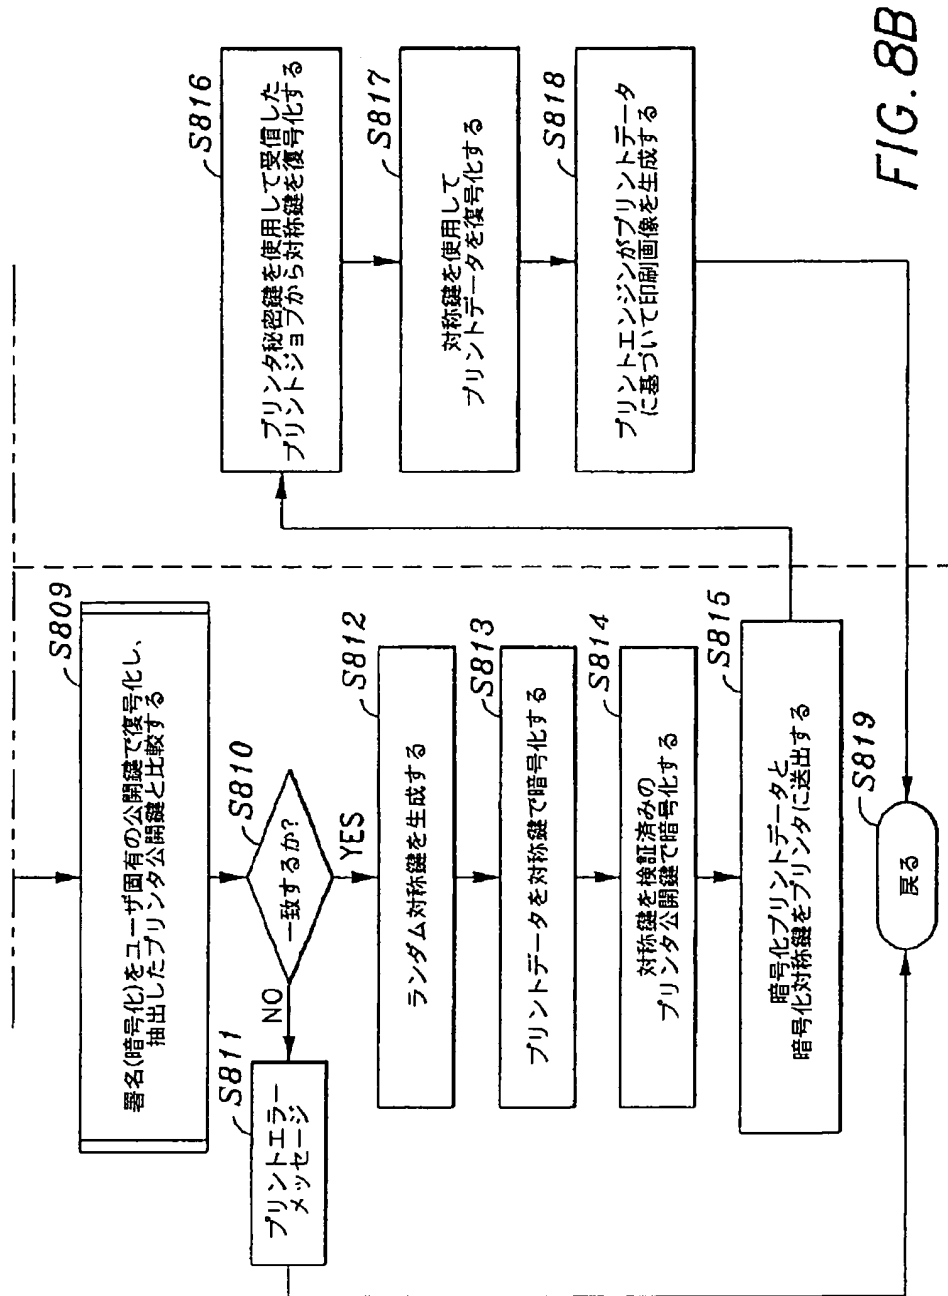 S809
署名(暗号化)をユーザ固有の公開鍵で復号化し、
抽出したプリンタ公開鍵と比較する
S810
一致するか?
NO
YES
S811
プリントエラー
メッセージ
S812
ランダム対称鍵を生成する
S813
プリントデータを対称鍵で暗号化する
S814
対称鍵を検証済みの
プリンタ公開鍵で暗号化する
S815
暗号化プリントデータと
暗号化対称鍵をプリンタに送出する
S816
プリンタ秘密鍵を使用して受信した
プリントジョブから対称鍵を復号化する
S817
対称鍵を使用して
プリントデータを復号化する
S818
プリントエンジンがプリントデータ
に基づいて印刷画像を生成する
S819
戻る
FIG. 8B